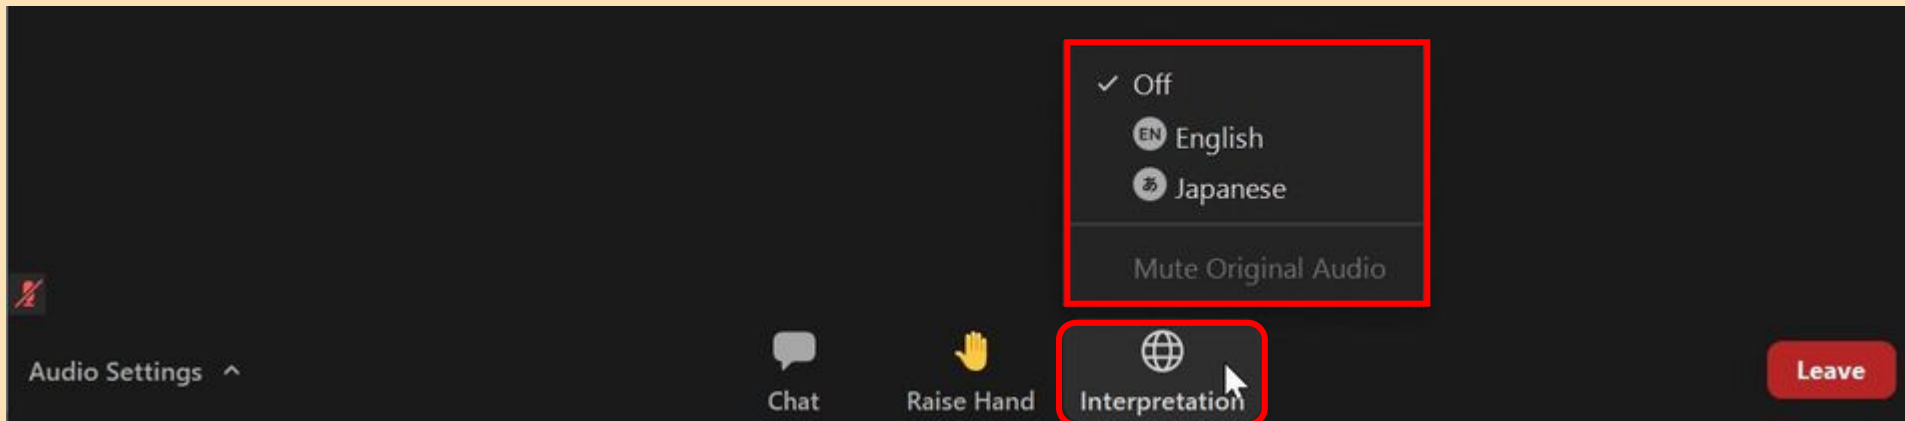 Off
EN English
あ Japanese
Mute Original Audio
Audio Settings
Chat
Raise Hand
Interpretation
Leave